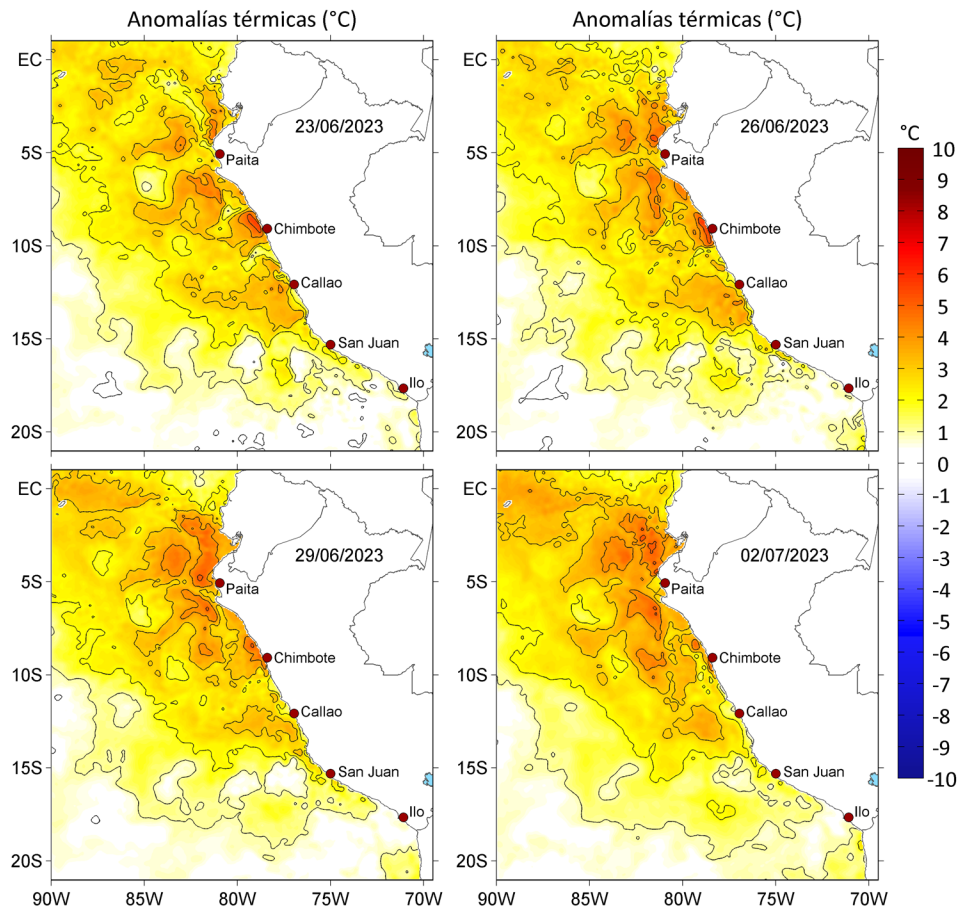 Anomalías térmicas (°C)
Anomalías térmicas (°C)
EC
5S
10S
15S
20S
23/06/2023
Paita
Chimbote
Callao
San Juan
Ilo
EC
5S
10S
15S
20S
26/06/2023
Paita
Chimbote
Callao
San Juan
Ilo
EC
5S
10S
15S
20S
29/06/2023
Paita
Chimbote
Callao
San Juan
Ilo
90W 85W 80W 75W 70W
EC
5S
10S
15S
20S
02/07/2023
Paita
Chimbote
Callao
San Juan
Ilo
90W 85W 80W 75W 70W
°C
10
9
8
7
6
5
4
3
2
1
0
-1
-2
-3
-4
-5
-6
-7
-8
-9
-10